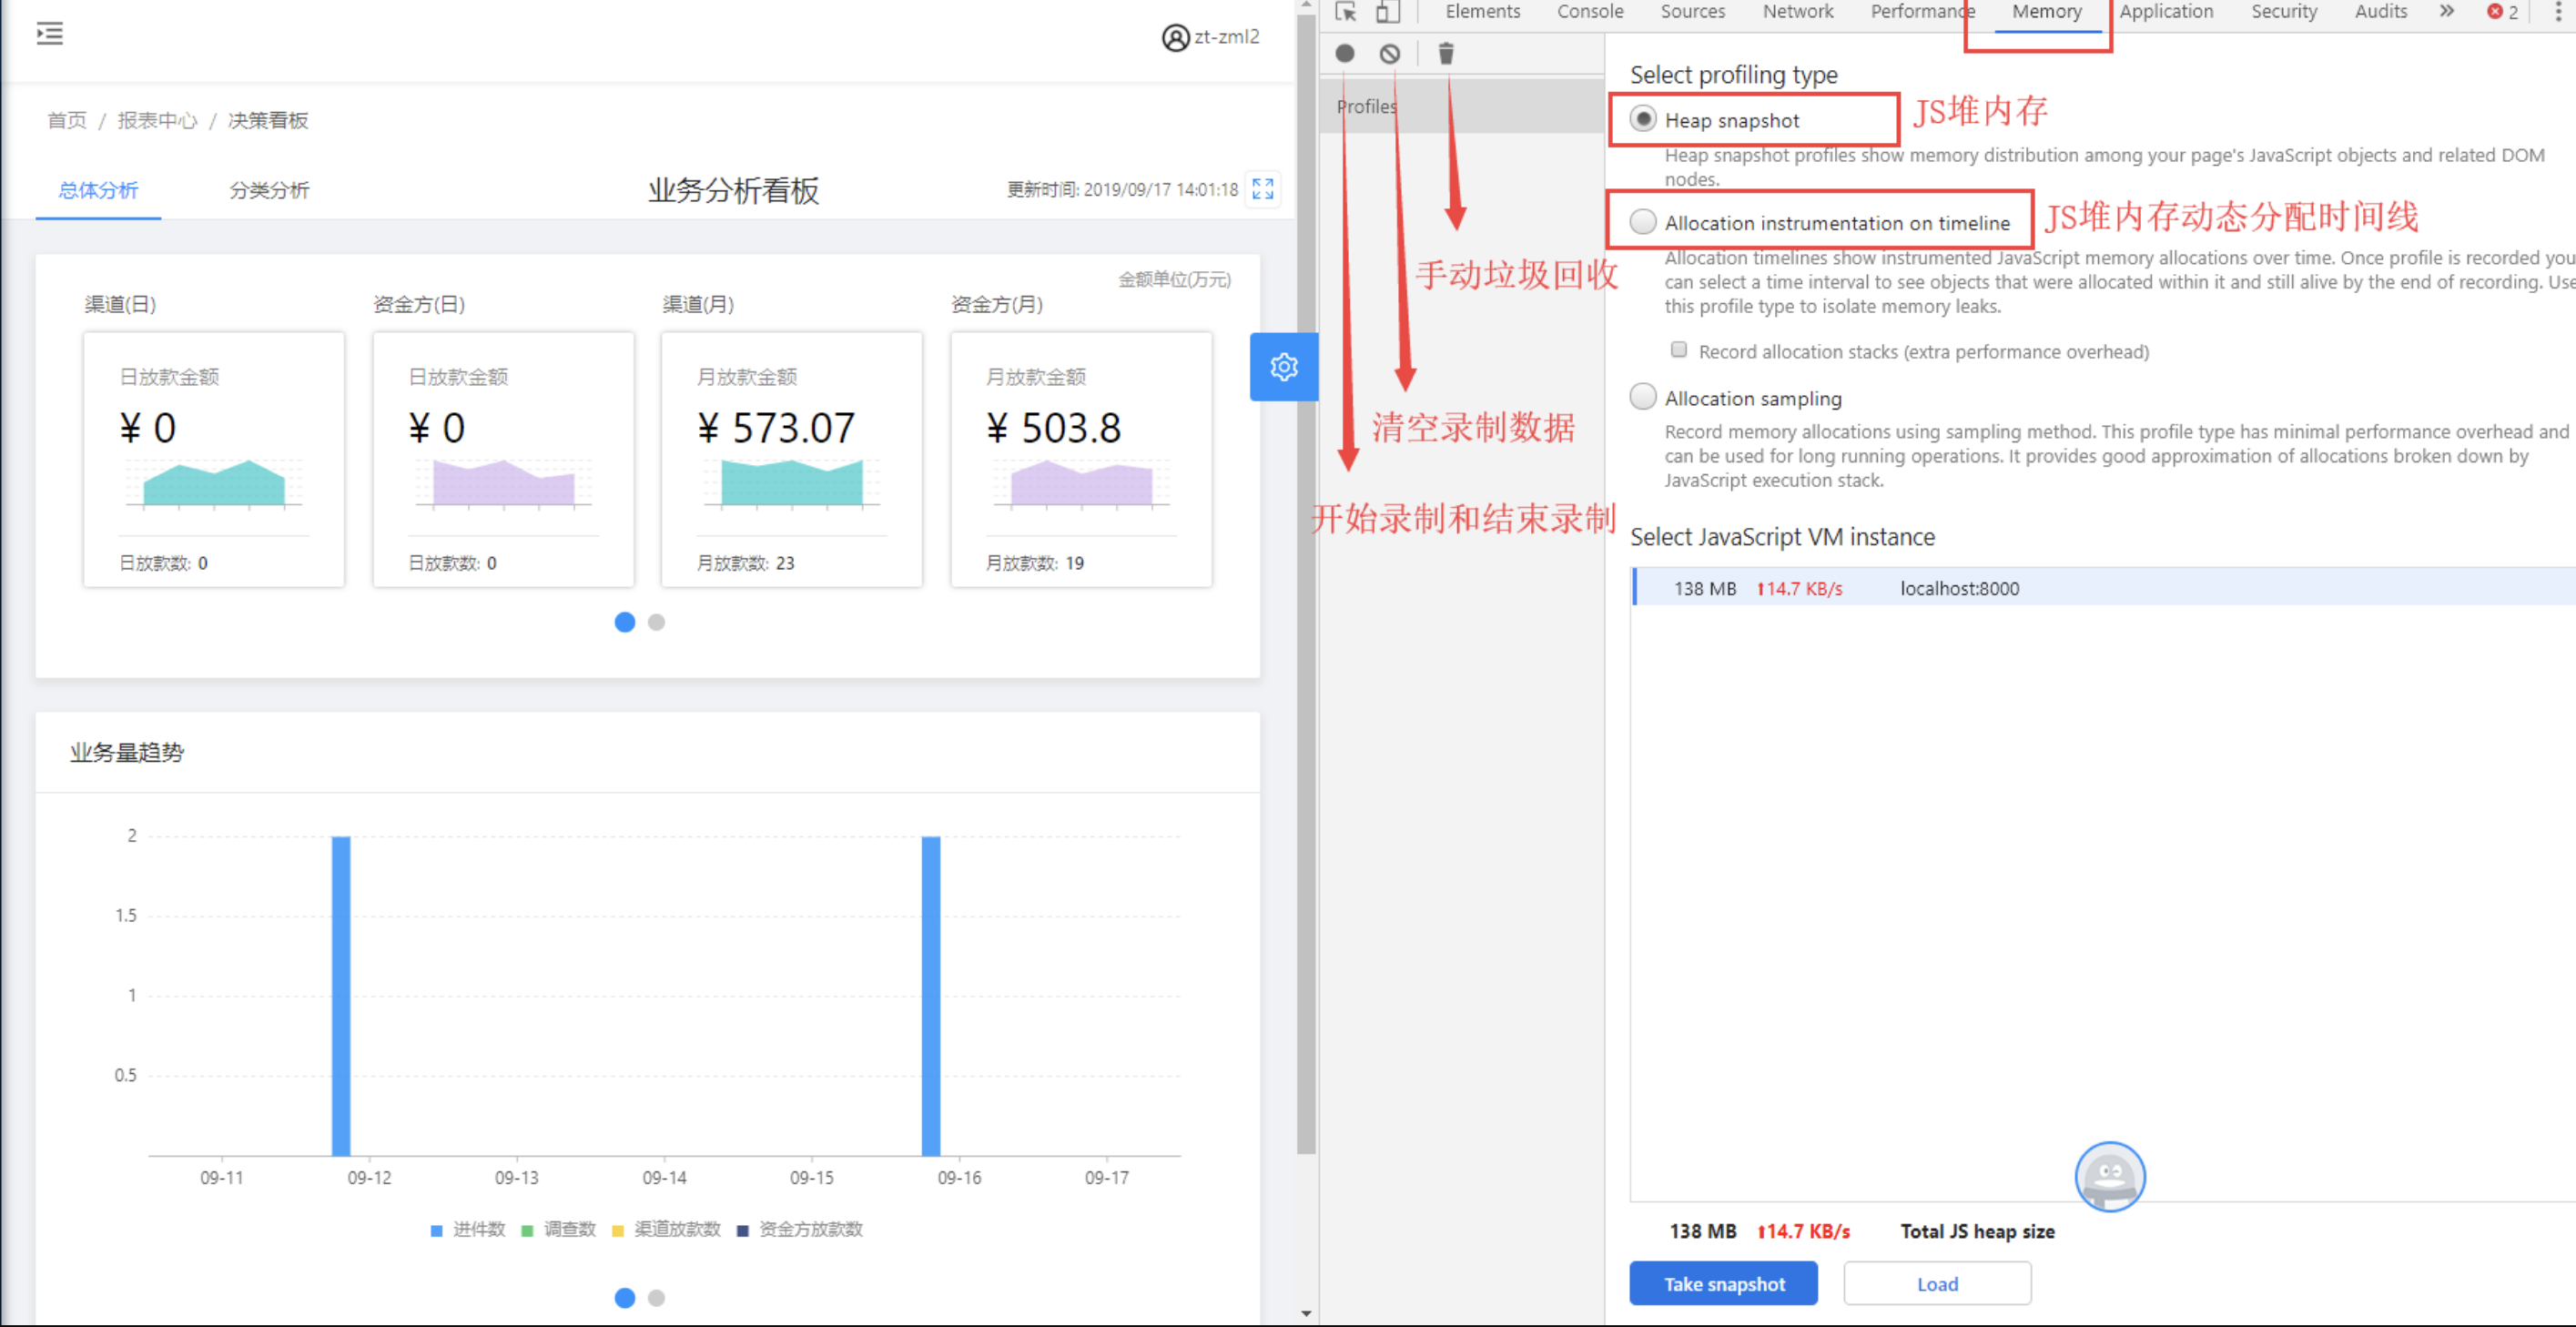 zt-zml2
首页 / 报表中心 / 决策看板
总体分析
分类分析
业务分析看板
更新时间: 2019/09/17 14:01:18
金额单位(万元)
渠道(日)
资金方(日)
渠道(月)
资金方(月)
日放款金额
¥ 0
日放款数: 0
日放款金额
¥ 0
日放款数: 0
月放款金额
¥ 573.07
月放款数: 23
月放款金额
¥ 503.8
月放款数: 19
业务量趋势
2
1.5
1
0.5
09-11
09-12
09-13
09-14
09-15
09-16
09-17
进件数
调查数
渠道放款数
资金方放款数
Elements
Console
Sources
Network
Performance
Memory
Application
Security
Audits
2
Profiles
手动垃圾回收
清空录制数据
开始录制和结束录制
Select profiling type
Heap snapshot
JS堆内存
Heap snapshot profiles show memory distribution among your page's JavaScript objects and related DOM
nodes.
Allocation instrumentation on timeline
JS堆内存动态分配时间线
Allocation timelines show instrumented JavaScript memory allocations over time. Once profile is recorded you
can select a time interval to see objects that were allocated within it and still alive by the end of recording. Use
this profile type to isolate memory leaks.
Record allocation stacks (extra performance overhead)
Allocation sampling
Record memory allocations using sampling method. This profile type has minimal performance overhead and
can be used for long running operations. It provides good approximation of allocations broken down by
JavaScript execution stack.
Select JavaScript VM instance
138 MB ⬆14.7 KB/s localhost:8000
138 MB ⬆14.7 KB/s Total JS heap size
Take snapshot
Load